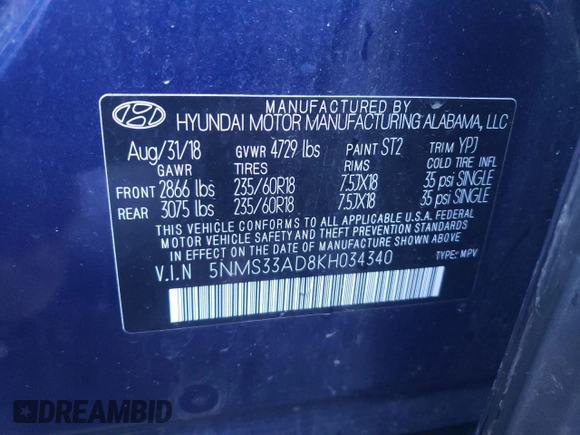 MANUFACTURED BY
HYUNDAI MOTOR MANUFACTURING ALABAMA, LLC
Aug/31/18 GVWR 4729 lbs PAINT ST2 TRIM YPJ
GAWR TIRES RIMS COLD TIRE INFL
FRONT 2866 lbs 235/60R18 7.5JX18 35 psi SINGLE
REAR 3075 lbs 235/60R18 7.5JX18 35 psi SINGLE
THIS VEHICLE CONFORMS TO ALL APPLICABLE U.S.A. FEDERAL
MOTOR VEHICLE SAFETY, BUMPER, AND THEFT PREVENTION
STANDARDS IN EFFECT ON THE DATE OF MANUFACTURE SHOWN ABOVE.
V.I.N 5NMS33AD8KH034340 TYPE: MPV
DREAMBID